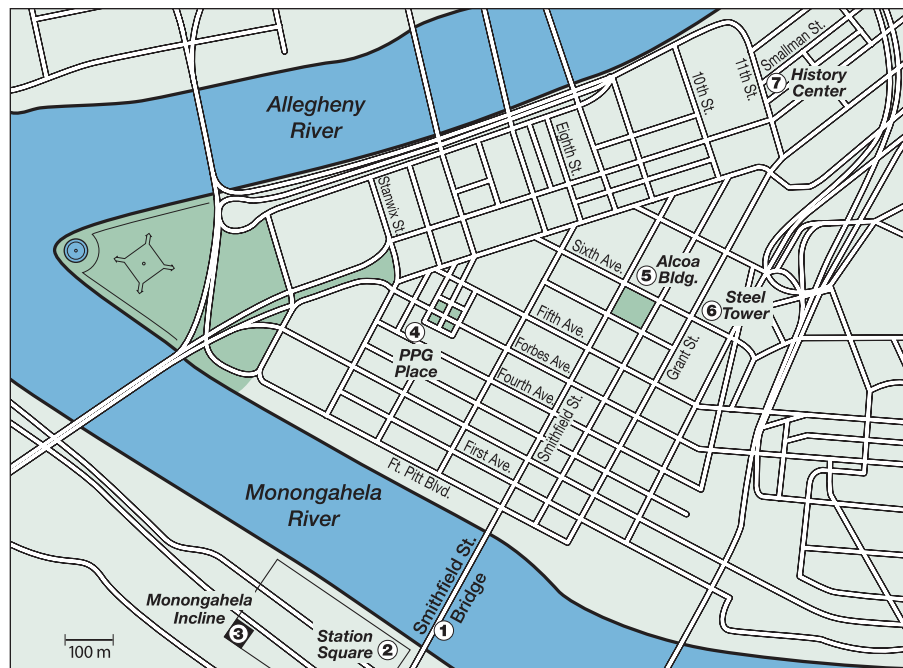 Allegheny
River
Stanwix St.
Eighth St.
10th St.
11th St.
Smallman St.
7
History
Center
Sixth Ave.
5
Alcoa
Bldg.
6
Steel
Tower
4
PPG
Place
Fifth Ave.
Forbes Ave.
Fourth Ave.
Grant St.
Smithfield St.
First Ave.
Ft. Pitt Blvd.
Monongahela
River
Smithfield St.
Bridge
1
Monongahela
Incline
3
Station
Square
2
100 m